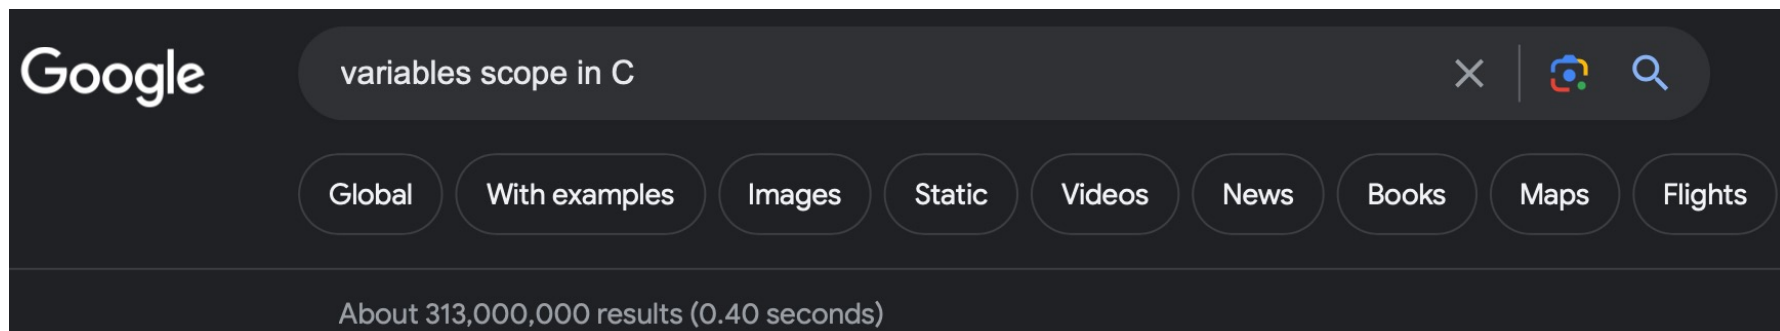 Google variables scope in C
Global With examples Images Static Videos News Books Maps Flights
About 313,000,000 results (0.40 seconds)